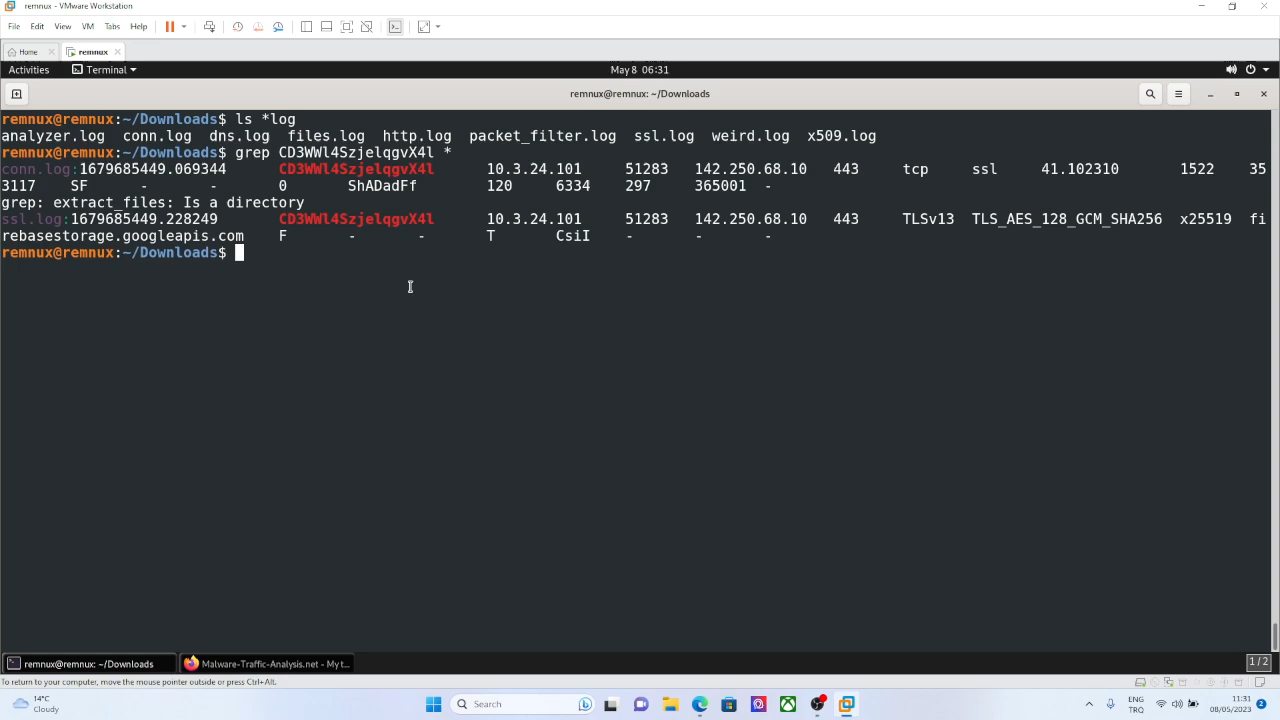 remnux - VMware Workstation
File Edit View VM Tabs Help
Home remnux
Activities Terminal May 8 06:31
remnux@remnux: ~/Downloads
remnux@remnux:~/Downloads$ ls *log
analyzer.log conn.log dns.log files.log http.log packet_filter.log ssl.log weird.log x509.log
remnux@remnux:~/Downloads$ grep CD3WWl4SzjelqgvX4l *
conn.log:1679685449.069344 CD3WWl4SzjelqgvX4l 10.3.24.101 51283 142.250.68.10 443 tcp ssl 41.102310 1522 35
3117 SF - - 0 ShADadFf 120 6334 297 365001 -
grep: extract_files: Is a directory
ssl.log:1679685449.228249 CD3WWl4SzjelqgvX4l 10.3.24.101 51283 142.250.68.10 443 TLSv13 TLS_AES_128_GCM_SHA256 x25519 fi
rebasestorage.googleapis.com F - - T CsiI - - -
remnux@remnux:~/Downloads$
remnux@remnux: ~/Downloads Malware-Traffic-Analysis.net - My t... 1 / 2
To return to your computer, move the mouse pointer outside or press Ctrl+Alt.
14°C
Cloudy
Search
ENG
TRQ
11:31
08/05/2023
2